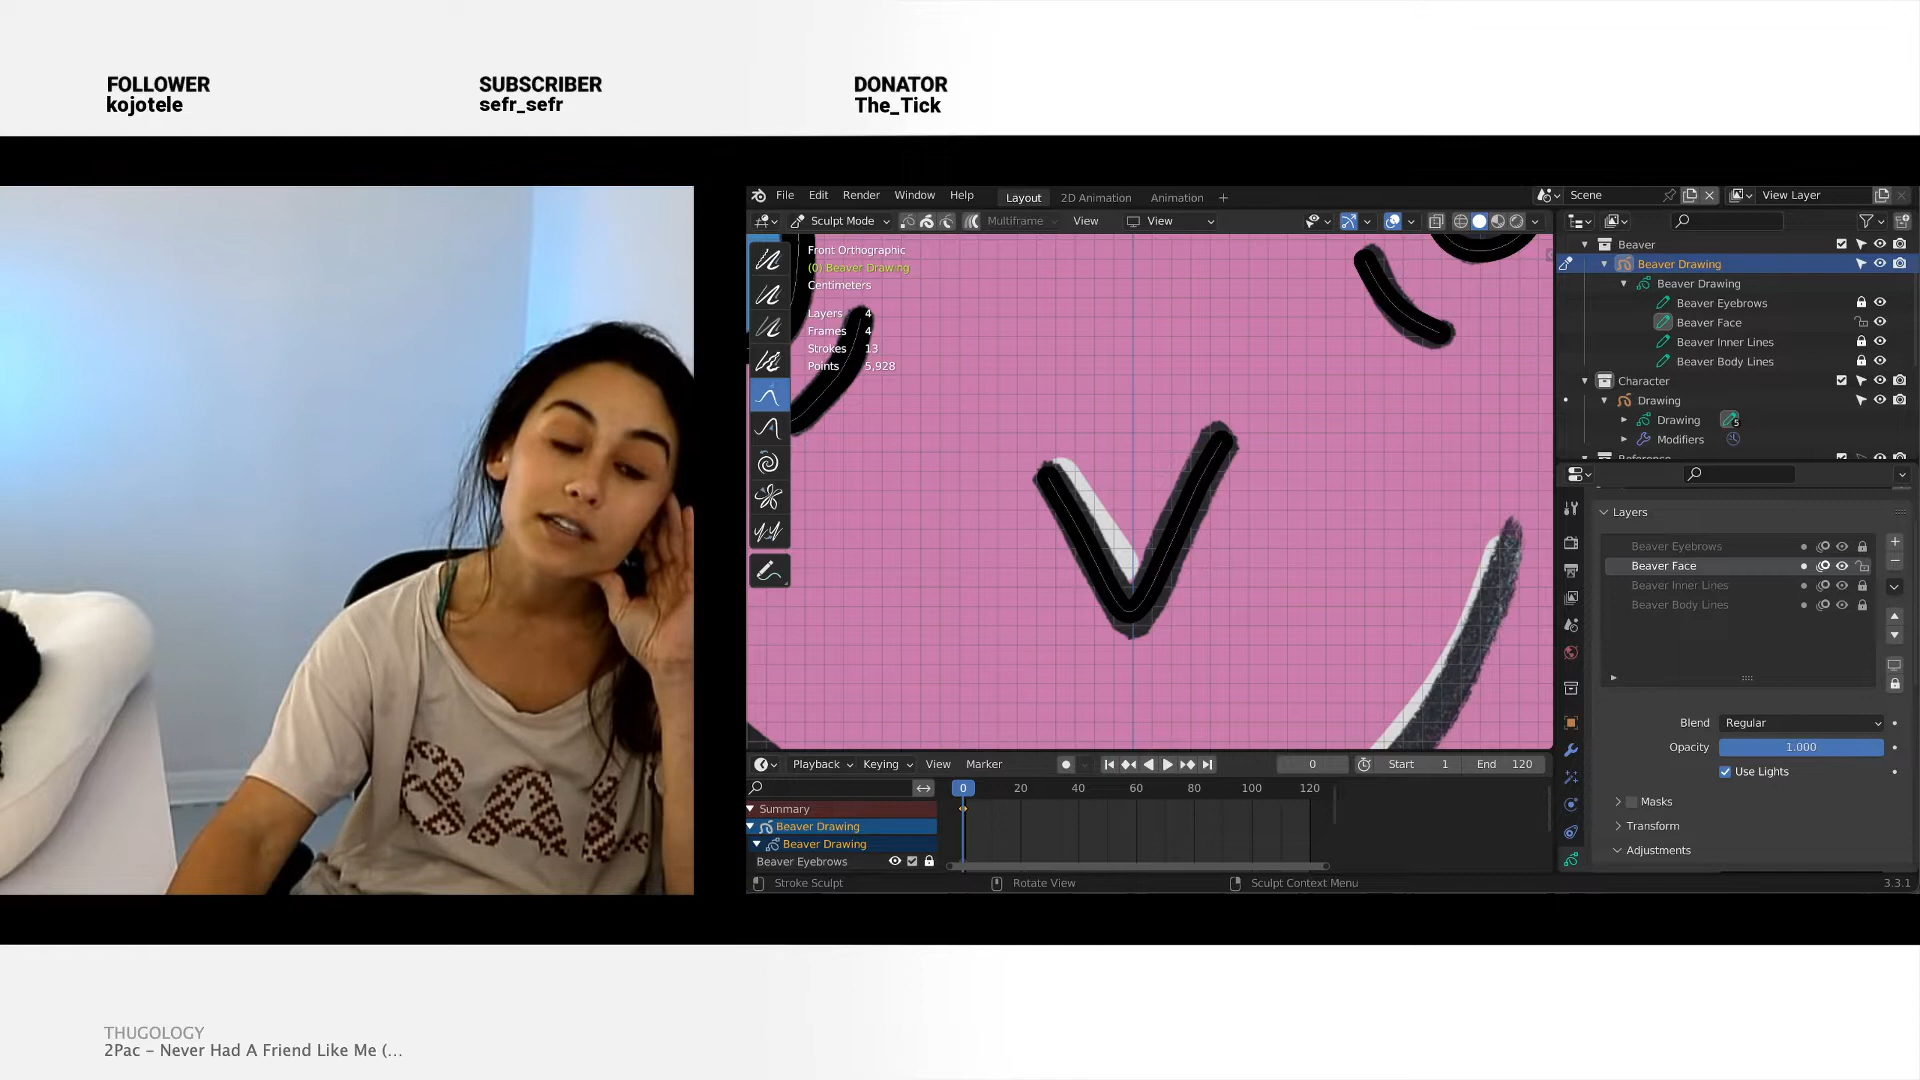 FOLLOWER
kojotele
SUBSCRIBER
sefr_sefr
DONATOR
The_Tick
BAL
File Edit Render Window Help Layout 2D Animation Animation + Scene View Layer
Sculpt Mode Multiframe View View
Front Orthographic
(0) Beaver Drawing
Centimeters
Layers 4
Frames 4
Strokes 13
Points 5,928
Beaver
Beaver Drawing
Beaver Drawing
Beaver Eyebrows
Beaver Face
Beaver Inner Lines
Beaver Body Lines
Character
Drawing
Drawing 5
Modifiers
Layers
Beaver Eyebrows
Beaver Face
Beaver Inner Lines
Beaver Body Lines
Blend Regular
Opacity 1.000
Use Lights
Masks
Transform
Adjustments
Playback Keying View Marker 0 Start 1 End 120
0 20 40 60 80 100 120
Summary
Beaver Drawing
Beaver Drawing
Beaver Eyebrows
Stroke Sculpt Rotate View Sculpt Context Menu 3.3.1
THUGOLOGY
2Pac - Never Had A Friend Like Me (...